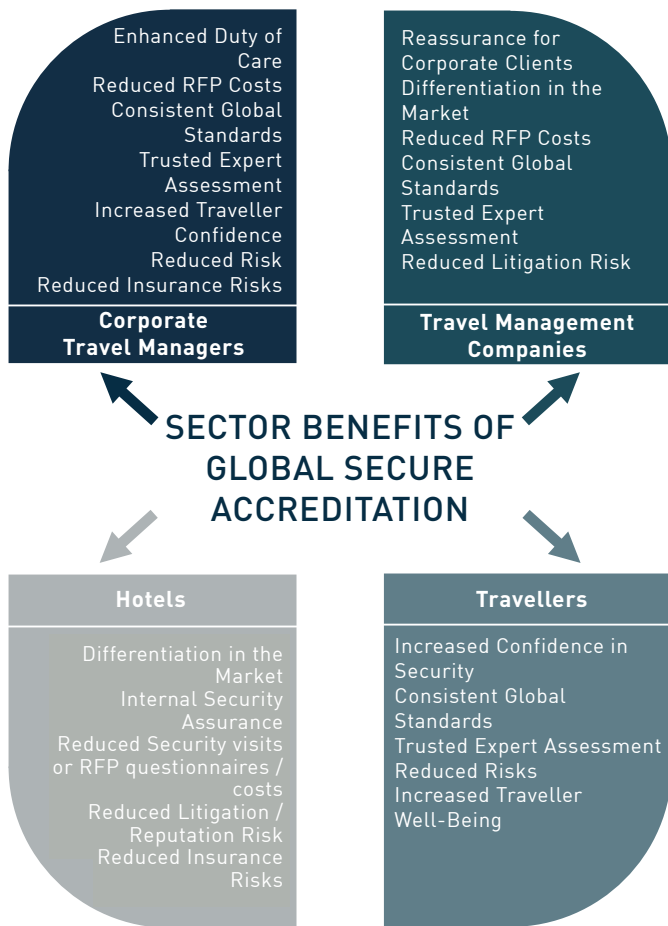 Enhanced Duty of
Care
Reduced RFP Costs
Consistent Global
Standards
Trusted Expert
Assessment
Increased Traveller
Confidence
Reduced Risk
Reduced Insurance Risks
Corporate
Travel Managers
Reassurance for
Corporate Clients
Differentiation in the
Market
Reduced RFP Costs
Consistent Global
Standards
Trusted Expert
Assessment
Reduced Litigation Risk
Travel Management
Companies
SECTOR BENEFITS OF
GLOBAL SECURE
ACCREDITATION
Hotels
Differentiation in the
Market
Internal Security
Assurance
Reduced Security visits
or RFP questionnaires /
costs
Reduced Litigation /
Reputation Risk
Reduced Insurance
Risks
Travellers
Increased Confidence in
Security
Consistent Global
Standards
Trusted Expert Assessment
Reduced Risks
Increased Traveller
Well-Being